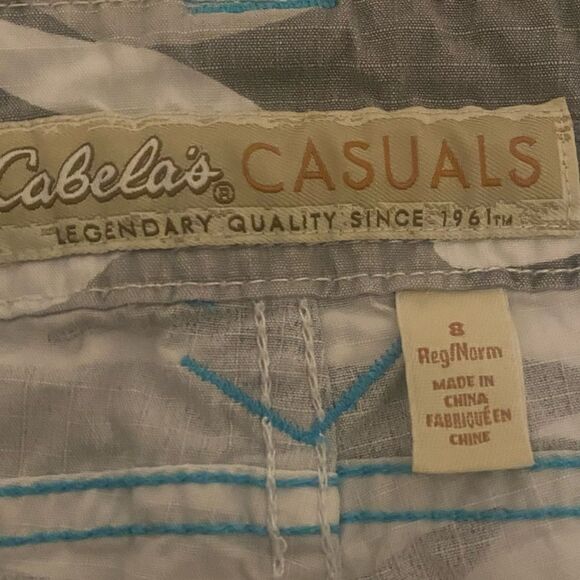 Cabela's® CASUALS
LEGENDARY QUALITY SINCE 1961™
8
Reg/Norm
MADE IN
CHINA
FABRIQUÉ EN
CHINE